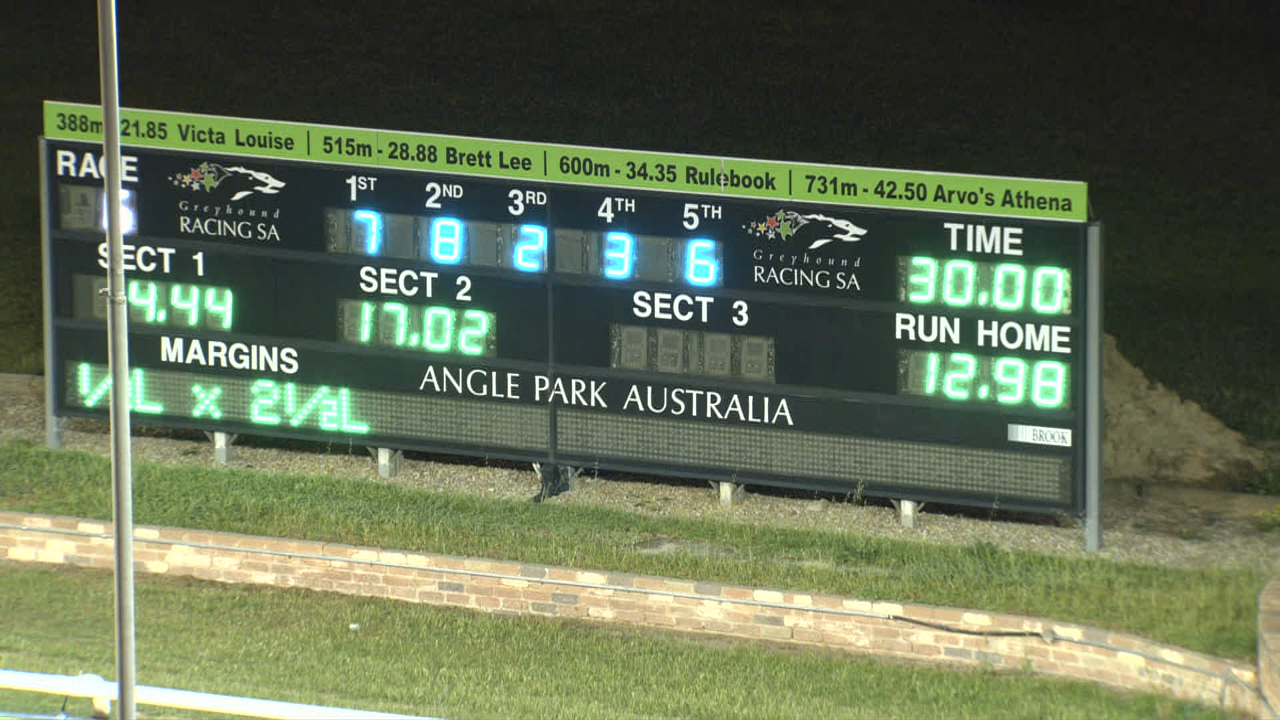 388m 21.85 Victa Louise | 515m - 28.88 Brett Lee | 600m - 34.35 Rulebook | 731m - 42.50 Arvo's Athena
RACE
1ST 2ND 3RD 4TH 5TH
7 8 2 3 6
Greyhound
RACING SA
Greyhound
RACING SA
TIME
30.00
SECT 1
4.44
SECT 2
17.02
SECT 3
RUN HOME
12.98
MARGINS
L x 2½L
ANGLE PARK AUSTRALIA
BROOK